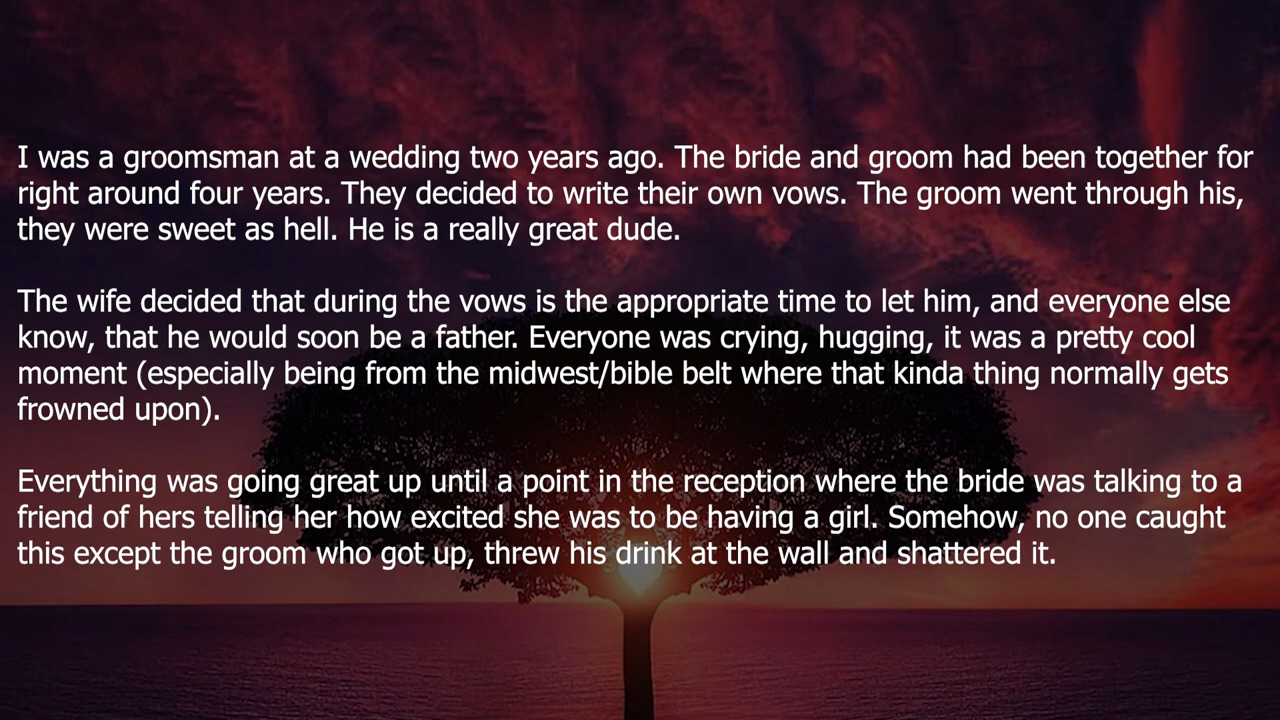 I was a groomsman at a wedding two years ago. The bride and groom had been together for
right around four years. They decided to write their own vows. The groom went through his,
they were sweet as hell. He is a really great dude.
The wife decided that during the vows is the appropriate time to let him, and everyone else
know, that he would soon be a father. Everyone was crying, hugging, it was a pretty cool
moment (especially being from the midwest/bible belt where that kinda thing normally gets
frowned upon).
Everything was going great up until a point in the reception where the bride was talking to a
friend of hers telling her how excited she was to be having a girl. Somehow, no one caught
this except the groom who got up, threw his drink at the wall and shattered it.